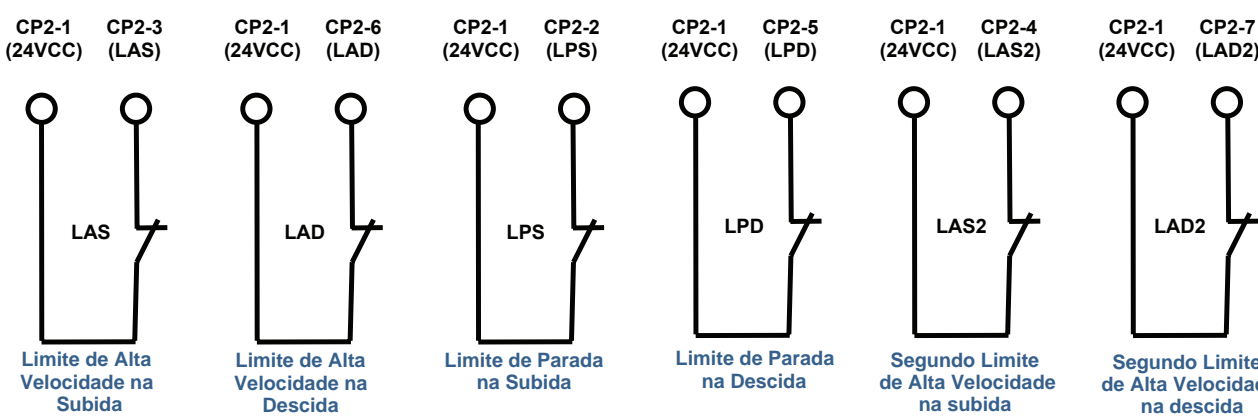 CP2-1 CP2-3
(24VCC) (LAS)
LAS
Limite de Alta
Velocidade na
Subida
CP2-1 CP2-6
(24VCC) (LAD)
LAD
Limite de Alta
Velocidade na
Descida
CP2-1 CP2-2
(24VCC) (LPS)
LPS
Limite de Parada
na Subida
CP2-1 CP2-5
(24VCC) (LPD)
LPD
Limite de Parada
na Descida
CP2-1 CP2-4
(24VCC) (LAS2)
LAS2
Segundo Limite
de Alta Velocidade
na subida
CP2-1 CP2-7
(24VCC) (LAD2)
LAD2
Segundo Limite
de Alta Velocidade
na descida